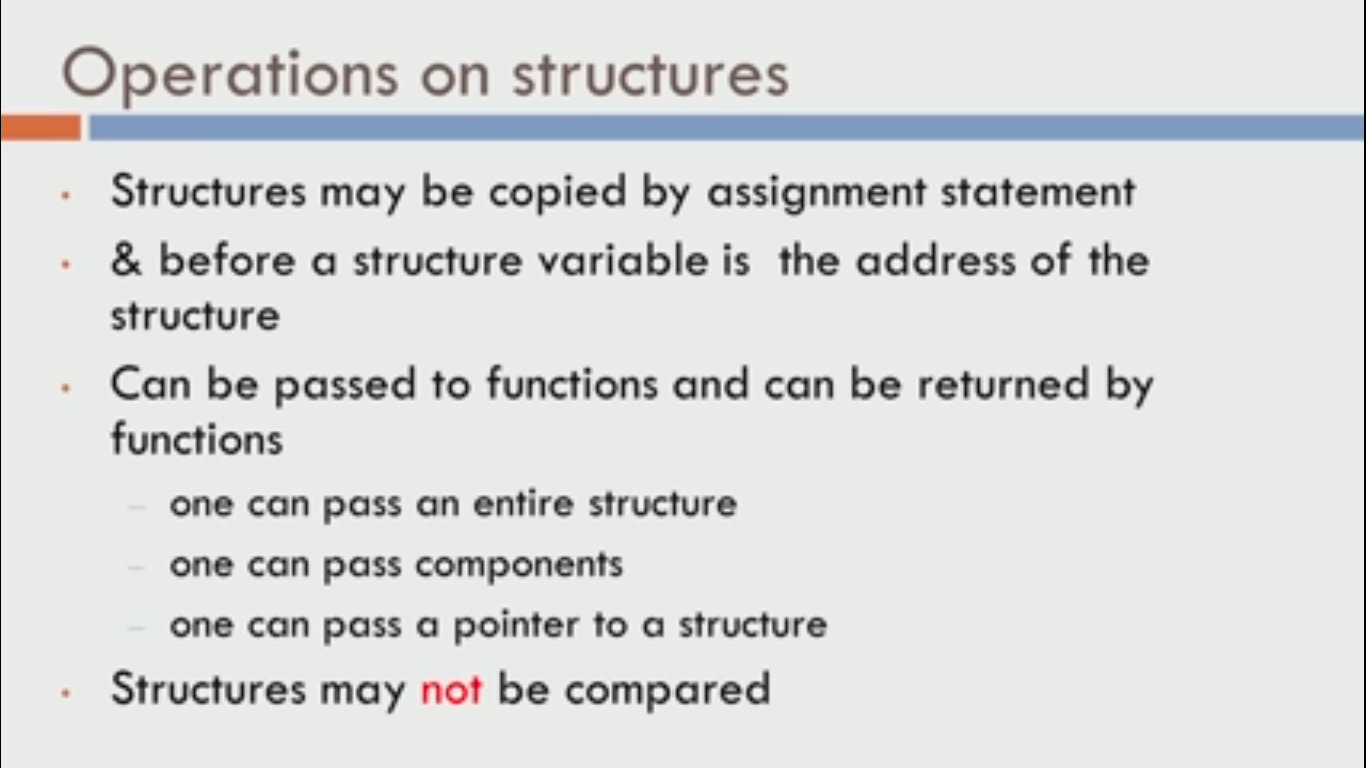 Operations on structures
· Structures may be copied by assignment statement
· & before a structure variable is the address of the
structure
· Can be passed to functions and can be returned by
functions
– one can pass an entire structure
– one can pass components
– one can pass a pointer to a structure
· Structures may not be compared